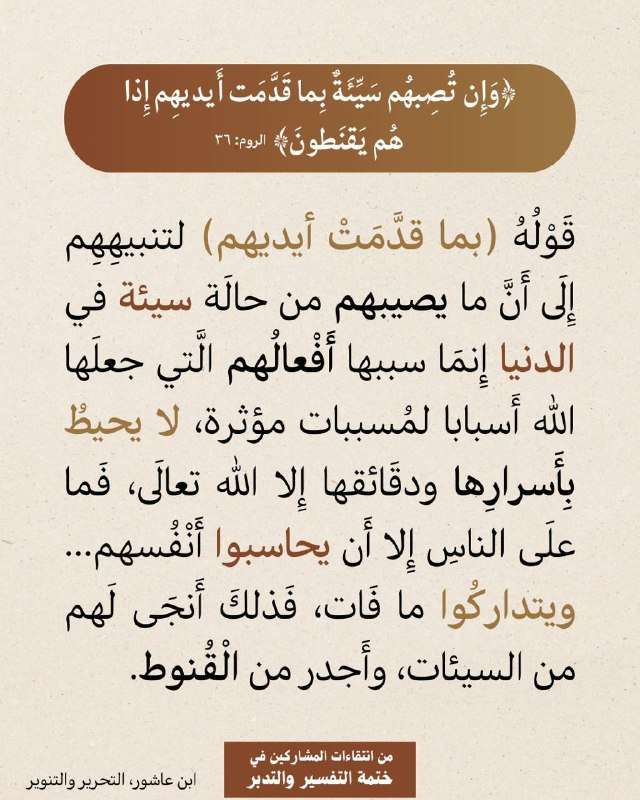 ﴿وَإِن تُصِبهُم سَيِّئَةٌ بِما قَدَّمَت أَيديهِم إِذا
هُم يَقنَطونَ﴾ الروم: ٣٦
قَوْلُهُ (بما قدَّمَتْ أيديهم) لتنبيهِهِم
إِلَى أَنَّ ما يصيبهم من حالَة سيئة في
الدنيا إِنمَا سببها أَفْعالُهم الَّتي جعلَها
الله أَسبابا لمُسببات مؤثرة، لا يحيطُ
بِأَسرارِها ودقَائقها إِلا الله تعالَى، فَما
علَى الناسِ إِلا أَن يحاسبوا أَنْفُسهم...
ويتداركُوا ما فَات، فَذلكَ أَنجَى لَهم
من السيئات، وأَجدر من الْقُنوط.
من انتقاءات المشاركين في
ختمة التفسير والتدبر
ابن عاشور، التحرير والتنوير